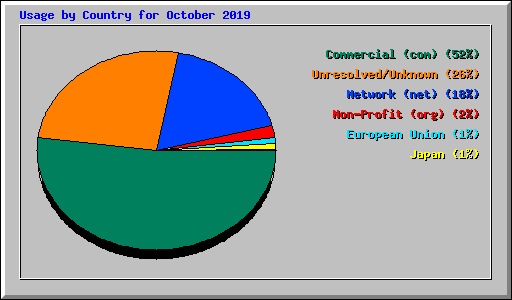 Usage by Country for October 2019
Commercial (com) (52%)
Unresolved/Unknown (26%)
Network (net) (18%)
Non-Profit (org) (2%)
European Union (1%)
Japan (1%)